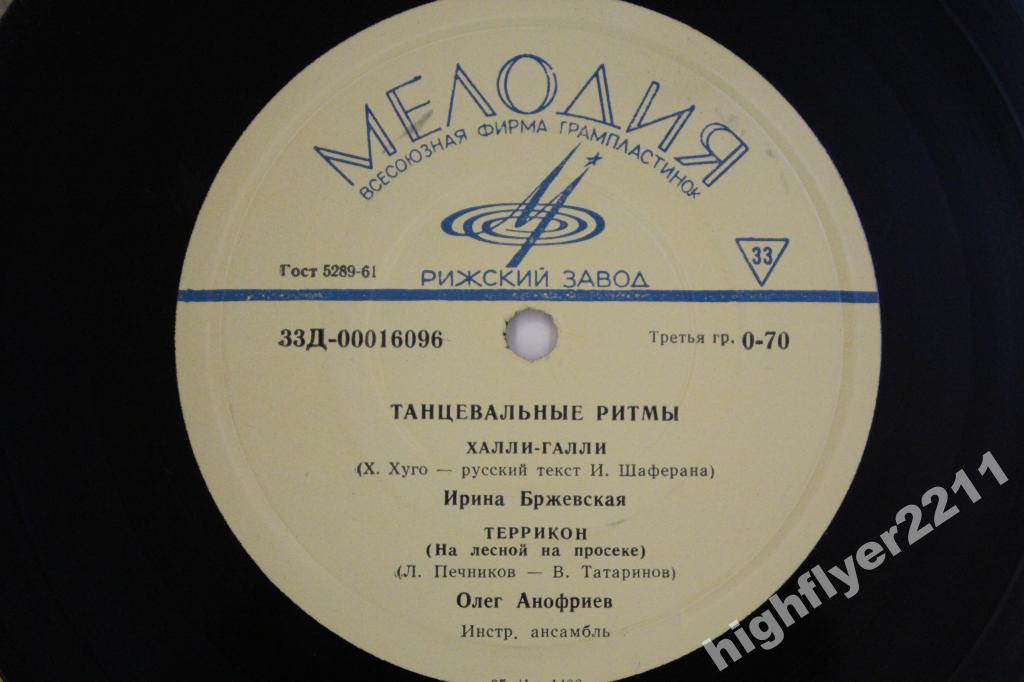 МЕЛОДИЯ
ВСЕСОЮЗНАЯ ФИРМА ГРАМПЛАСТИНОК
33
Гост 5289-61
РИЖСКИЙ ЗАВОД
33Д-00016096
Третья гр. 0-70
ТАНЦЕВАЛЬНЫЕ РИТМЫ
ХАЛЛИ-ГАЛЛИ
(Х. Хуго — русский текст И. Шаферана)
Ирина Бржевская
ТЕРРИКОН
(На лесной на просеке)
(Л. Печников — В. Татаринов)
Олег Анофриев
Инстр. ансамбль
highflyer2211